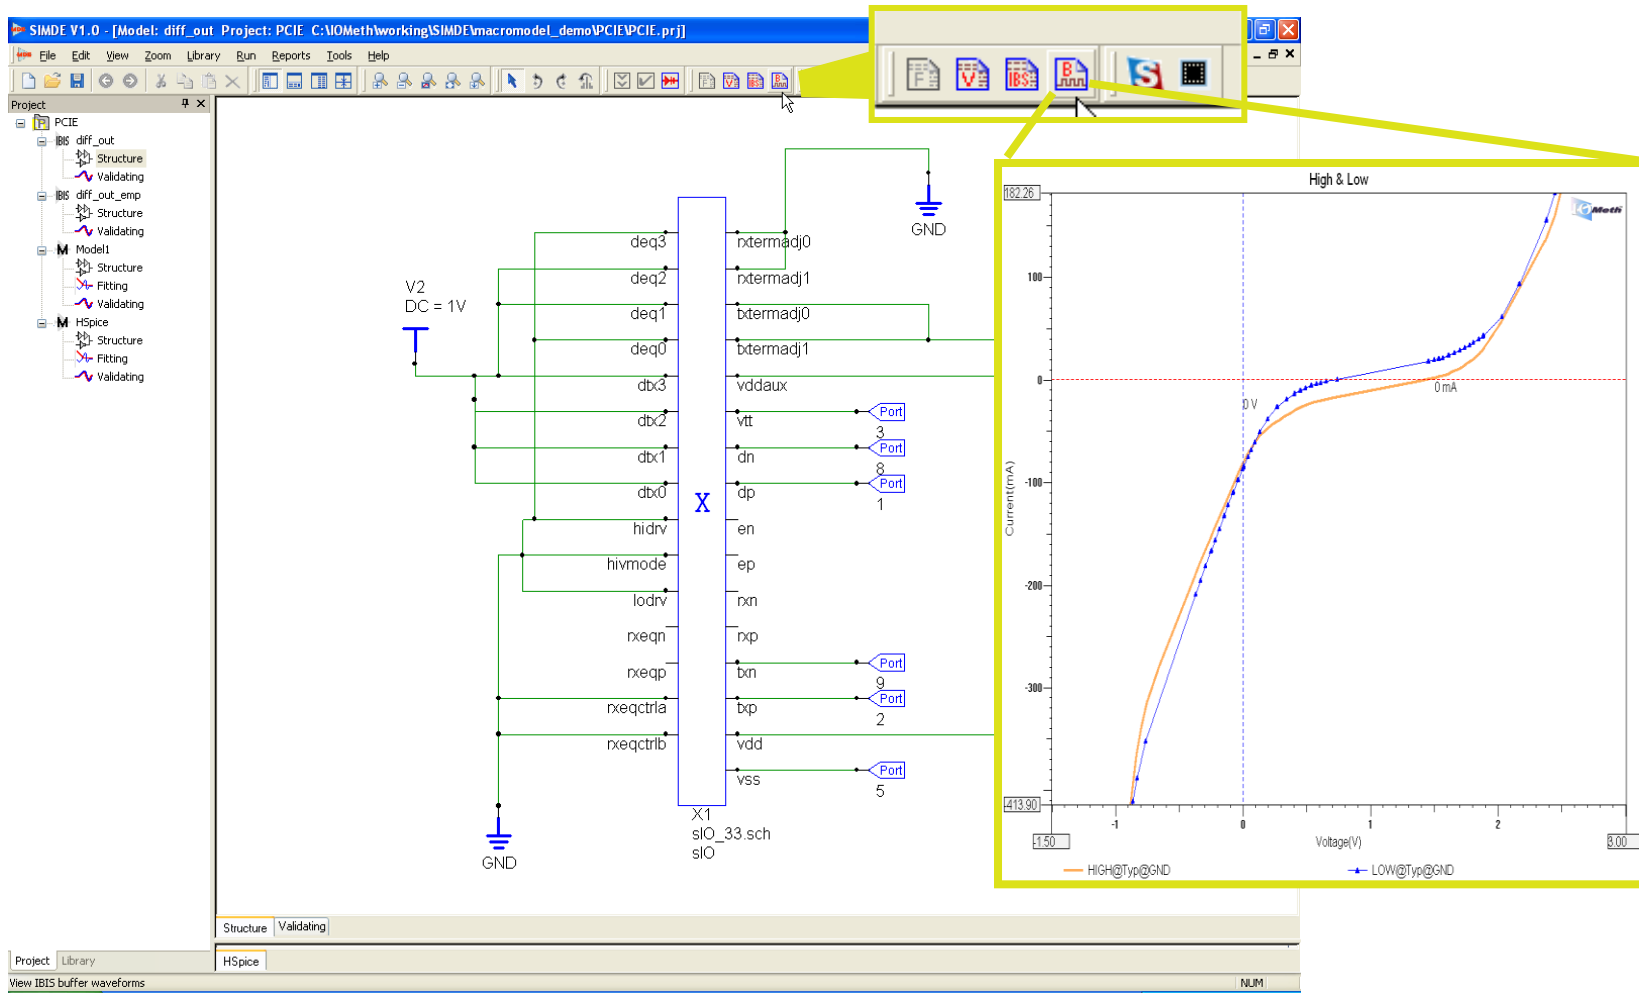 SIMDE V1.0 - [Model: diff_out Project: PCIE C:\IOMeth\working\SIMDE\macromodel_demo\PCIE\PCIE.prj]
File Edit View Zoom Library Run Reports Tools Help
F V IBS B
F V IBS B S
Project
PCIE
IBIS diff_out
Structure
Validating
IBIS diff_out_emp
Structure
Validating
M Model1
Structure
Fitting
Validating
M HSpice
Structure
Fitting
Validating
V2
DC = 1V
GND
deq3 rxtermadj0
deq2 rxtermadj1
deq1 txtermadj0
deq0 txtermadj1
dtx3 vddaux
dtx2 vtt Port
3
dtx1 dn Port
8
dtx0 dp Port
1
X
hidrv en
hivmode ep
lodrv rxn
rxeqn rxp
rxeqp txn Port
9
rxeqctrla txp Port
2
rxeqctrlb vdd
vss Port
5
X1
sIO_33.sch
sIO
GND
High & Low
IO Meth
182.26
100
0
-100
-200
-300
-413.90
Current(mA)
0 V
0 mA
-1 0 1 2
-1.50 Voltage(V) 3.00
HIGH@Typ@GND LOW@Typ@GND
Structure Validating
Project Library
HSpice
View IBIS buffer waveforms NUM